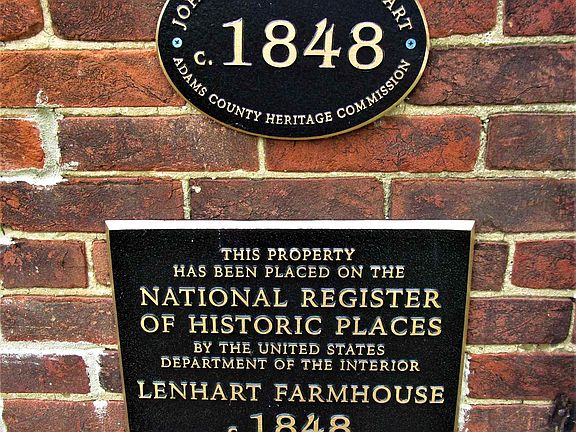 c. 1848
ADAMS COUNTY HERITAGE COMMISSION
THIS PROPERTY
HAS BEEN PLACED ON THE
NATIONAL REGISTER
OF HISTORIC PLACES
BY THE UNITED STATES
DEPARTMENT OF THE INTERIOR
LENHART FARMHOUSE
c 1848